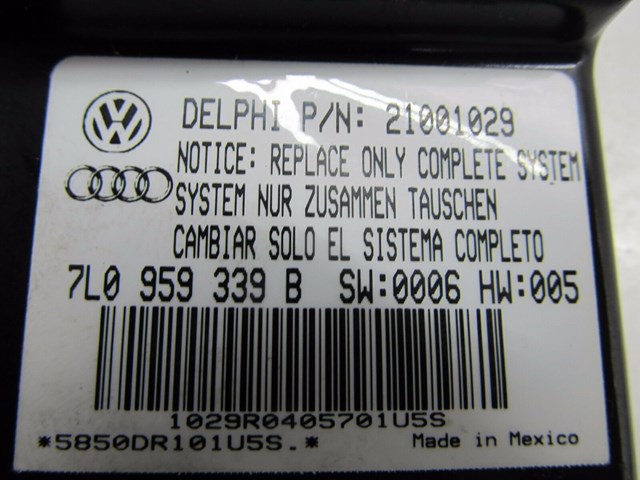 DELPHI P/N: 21001029
NOTICE: REPLACE ONLY COMPLETE SYSTEM
SYSTEM NUR ZUSAMMEN TAUSCHEN
CAMBIAR SOLO EL SISTEMA COMPLETO
7L0 959 339 B SW:0006 HW:005
1029R0405701U5S
*5850DR101U5S.*
Made in Mexico